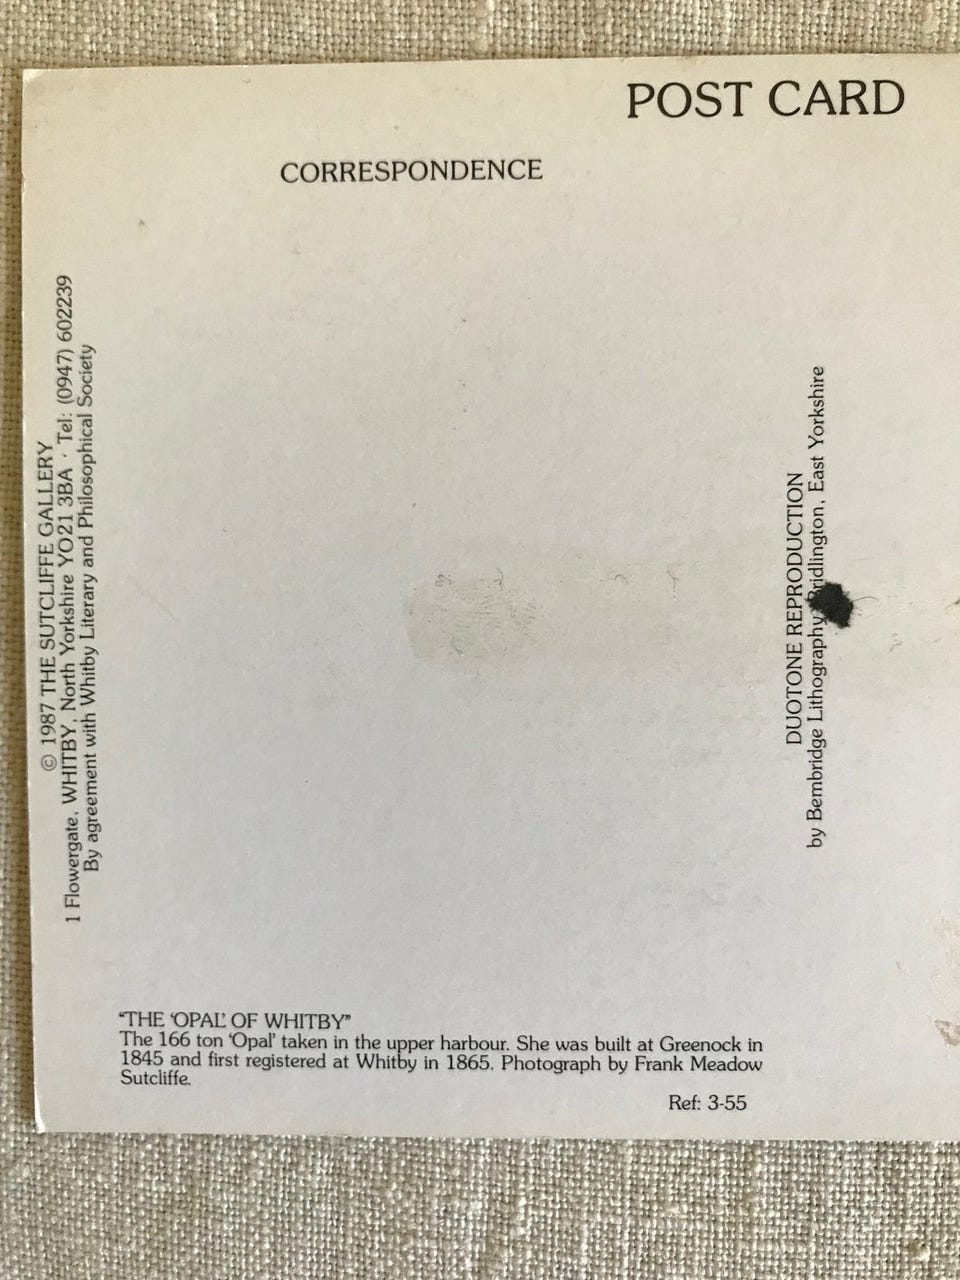 POST CARD
CORRESPONDENCE
© 1987 THE SUTCLIFFE GALLERY
1 Flowergate, WHITBY, North Yorkshire YO21 3BA · Tel: (0947) 602239
By agreement with Whitby Literary and Philosophical Society
DUOTONE REPRODUCTION
by Bembridge Lithography, Bridlington, East Yorkshire
“THE ‘OPAL’ OF WHITBY”
The 166 ton ‘Opal’ taken in the upper harbour. She was built at Greenock in
1845 and first registered at Whitby in 1865. Photograph by Frank Meadow
Sutcliffe.
Ref: 3-55